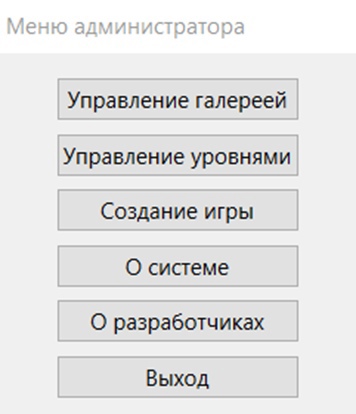 Меню администратора
Управление галереей
Управление уровнями
Создание игры
О системе
О разработчиках
Выход